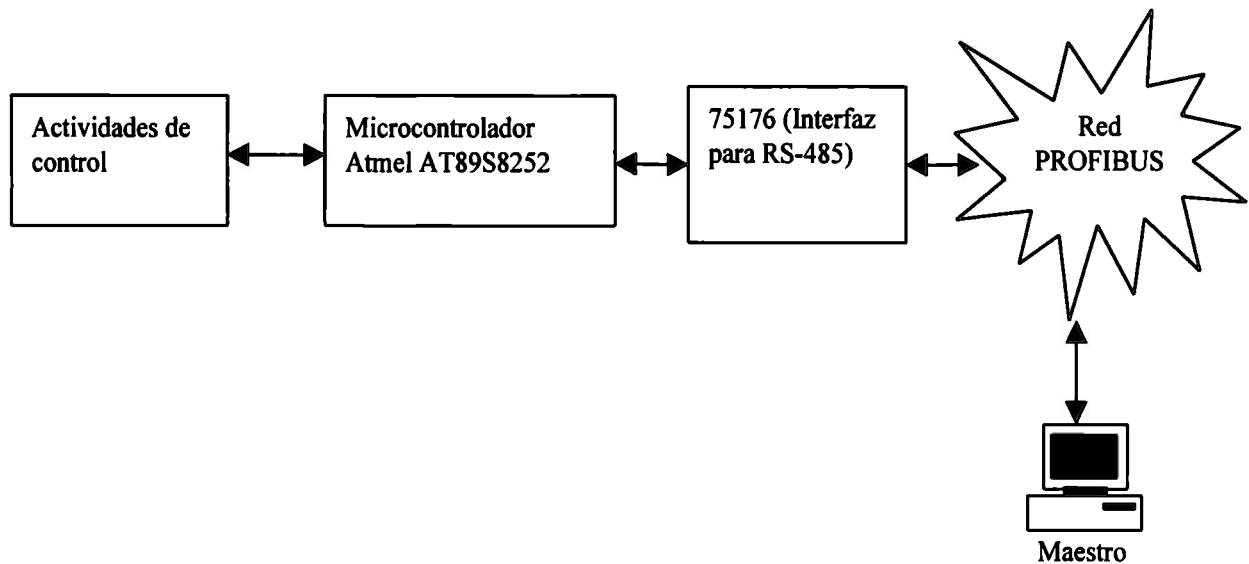 Actividades de
control
Microcontrolador
Atmel AT89S8252
75176 (Interfaz
para RS-485)
Red
PROFIBUS
Maestro